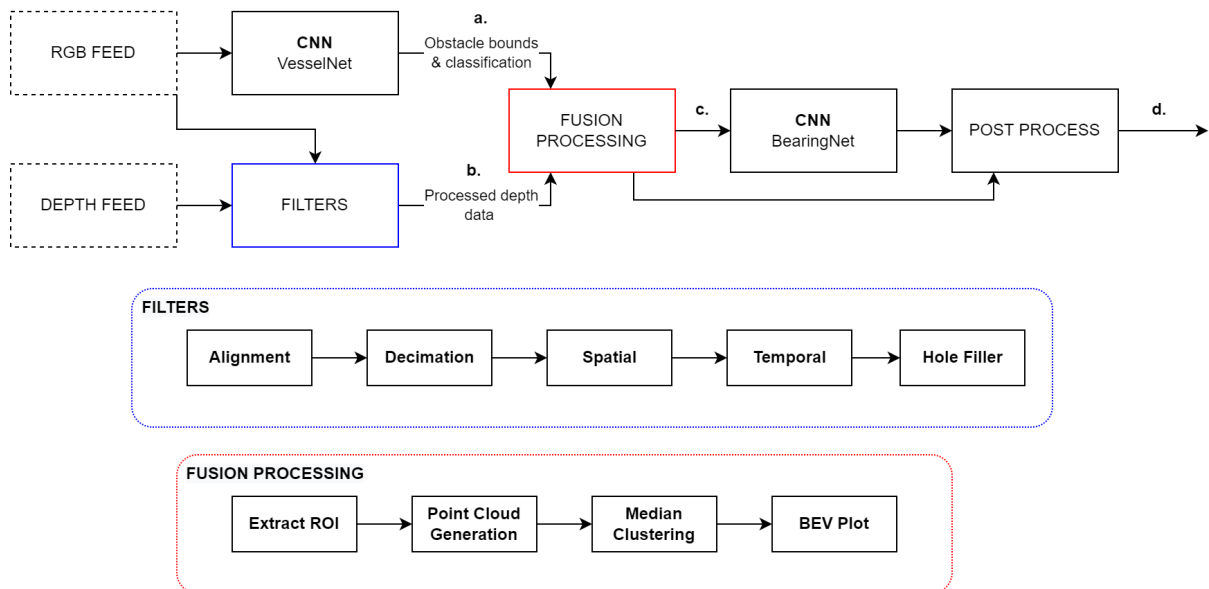 a.
RGB FEED
CNN
VesselNet
Obstacle bounds
& classification
FUSION
PROCESSING
c.
CNN
BearingNet
POST PROCESS
d.
DEPTH FEED
FILTERS
b.
Processed depth
data
FILTERS
Alignment
Decimation
Spatial
Temporal
Hole Filler
FUSION PROCESSING
Extract ROI
Point Cloud
Generation
Median
Clustering
BEV Plot